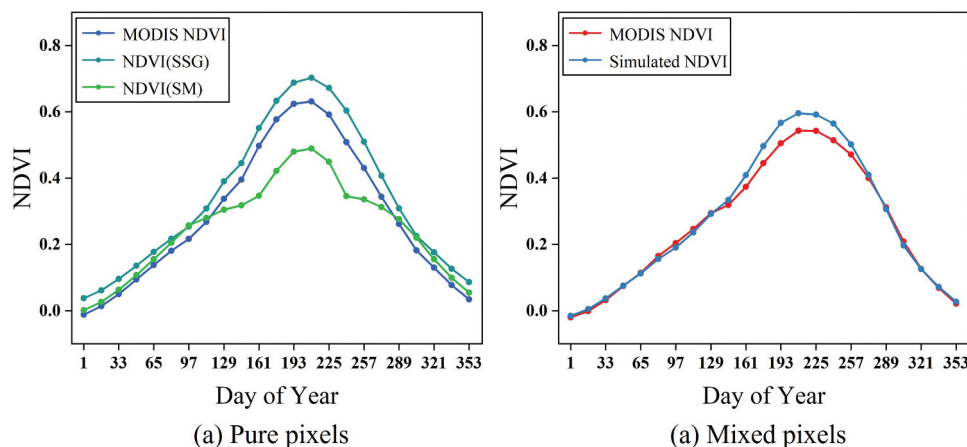 MODIS NDVI
NDVI(SSG)
NDVI(SM)
NDVI
0.8
0.6
0.4
0.2
0.0
1 33 65 97 129 161 193 225 257 289 321 353
Day of Year
(a) Pure pixels
MODIS NDVI
Simulated NDVI
NDVI
0.8
0.6
0.4
0.2
0.0
1 33 65 97 129 161 193 225 257 289 321 353
Day of Year
(a) Mixed pixels